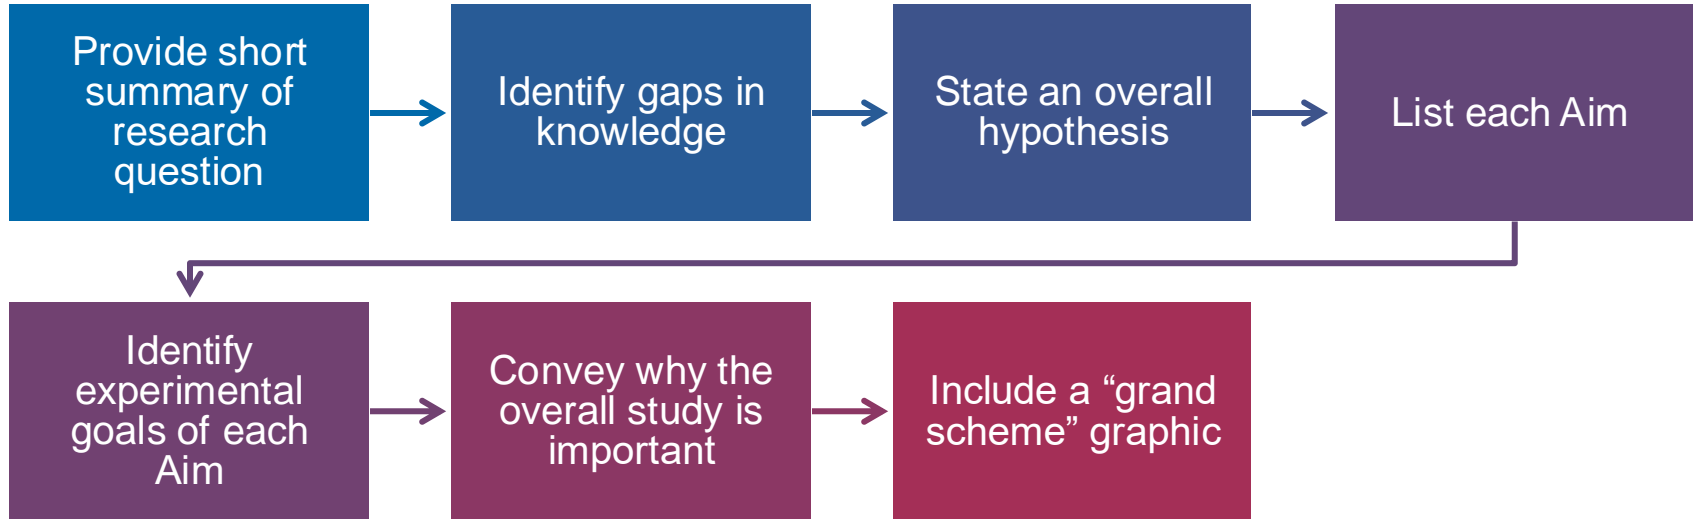 Provide short
summary of
research
question
Identify gaps in
knowledge
State an overall
hypothesis
List each Aim
Identify
experimental
goals of each
Aim
Convey why the
overall study is
important
Include a “grand
scheme” graphic